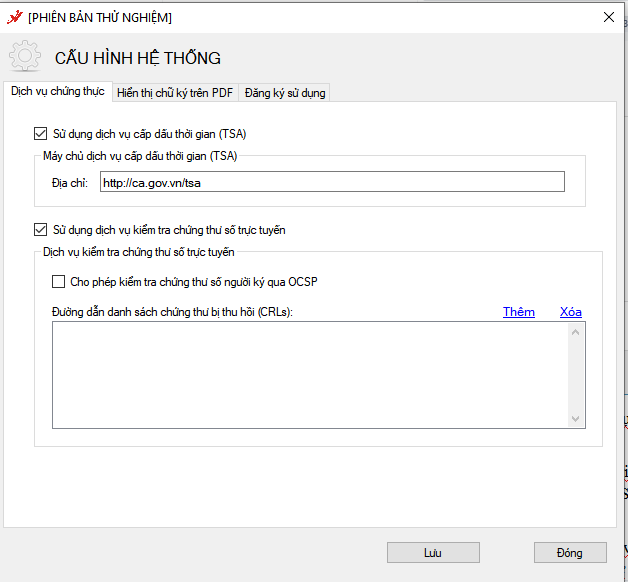 [PHIÊN BẢN THỬ NGHIỆM]
CẤU HÌNH HỆ THỐNG
Dịch vụ chứng thực
Hiển thị chữ ký trên PDF
Đăng ký sử dụng
Sử dụng dịch vụ cấp dấu thời gian (TSA)
Máy chủ dịch vụ cấp dấu thời gian (TSA)
Địa chỉ: http://ca.gov.vn/tsa
Sử dụng dịch vụ kiểm tra chứng thư số trực tuyến
Dịch vụ kiểm tra chứng thư số trực tuyến
Cho phép kiểm tra chứng thư số người ký qua OCSP
Đường dẫn danh sách chứng thư bị thu hồi (CRLs): Thêm Xóa
Lưu Đóng